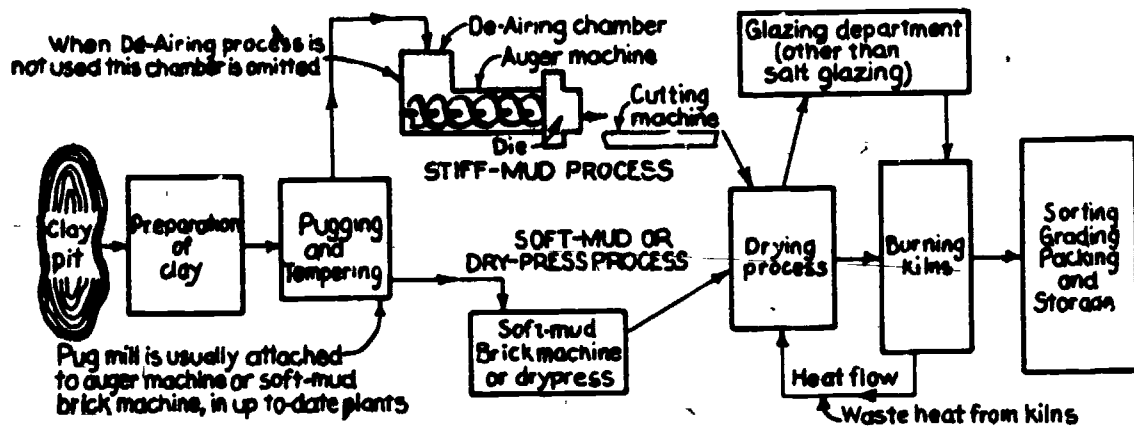 When De-Airing process is
not used this chamber is omitted
De-Airing chamber
Auger machine
Die
Cutting
machine
STIFF-MUD PROCESS
Glazing department
(other than
salt glazing)
Clay
pit
Preparation
of
clay
Pugging
and
Tempering
SOFT-MUD OR
DRY-PRESS PROCESS
Soft-mud
Brick machine
or drypress
Drying
process
Burning
kilns
Sorting
Grading
Packing
and
Storage
Pug mill is usually attached
to auger machine or soft-mud
brick machine, in up to-date plants
Heat flow
Waste heat from kilns